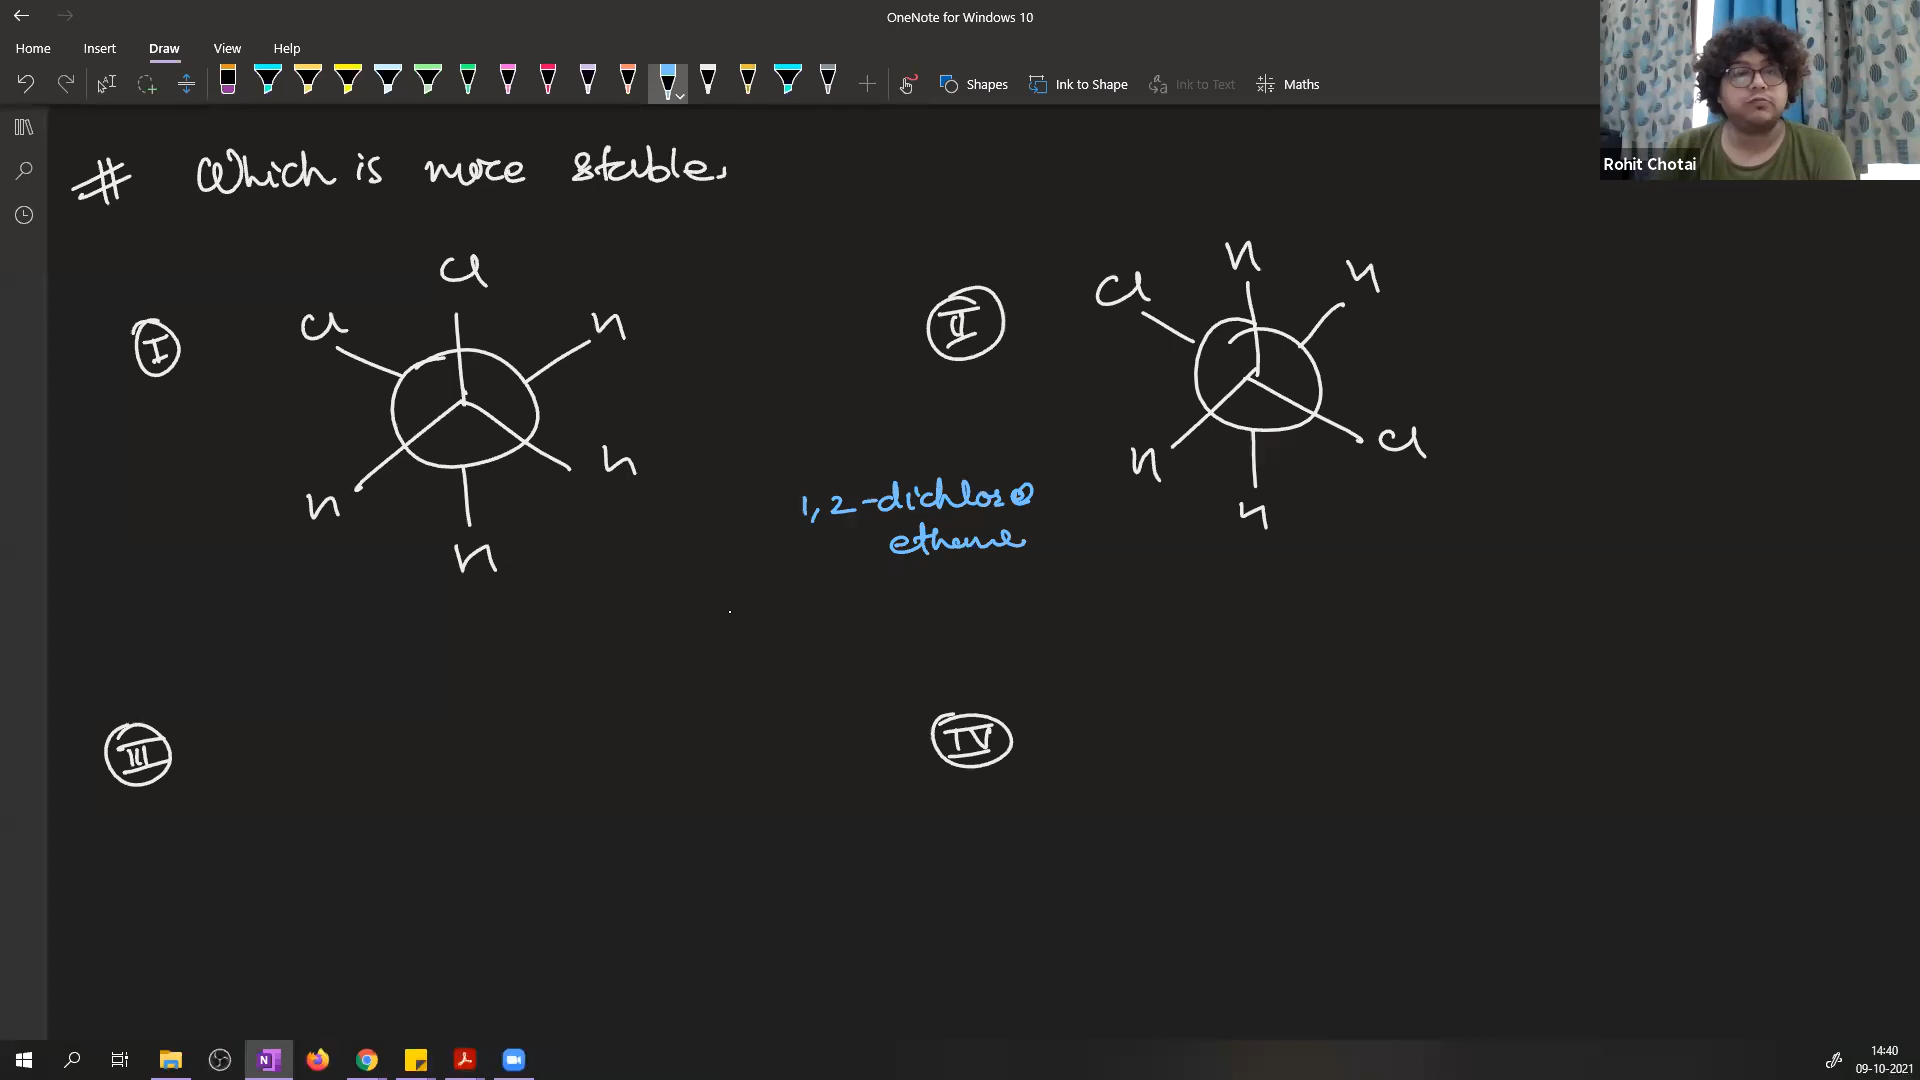 OneNote for Windows 10
Home Insert Draw View Help
Shapes Ink to Shape Ink to Text Maths
Rohit Chotai
# Which is more stable.
I
Cl
Cl
H
H
H
H
II
H
H
Cl
H
Cl
H
1,2-dichloro
ethane
III
IV
14:40
09-10-2021